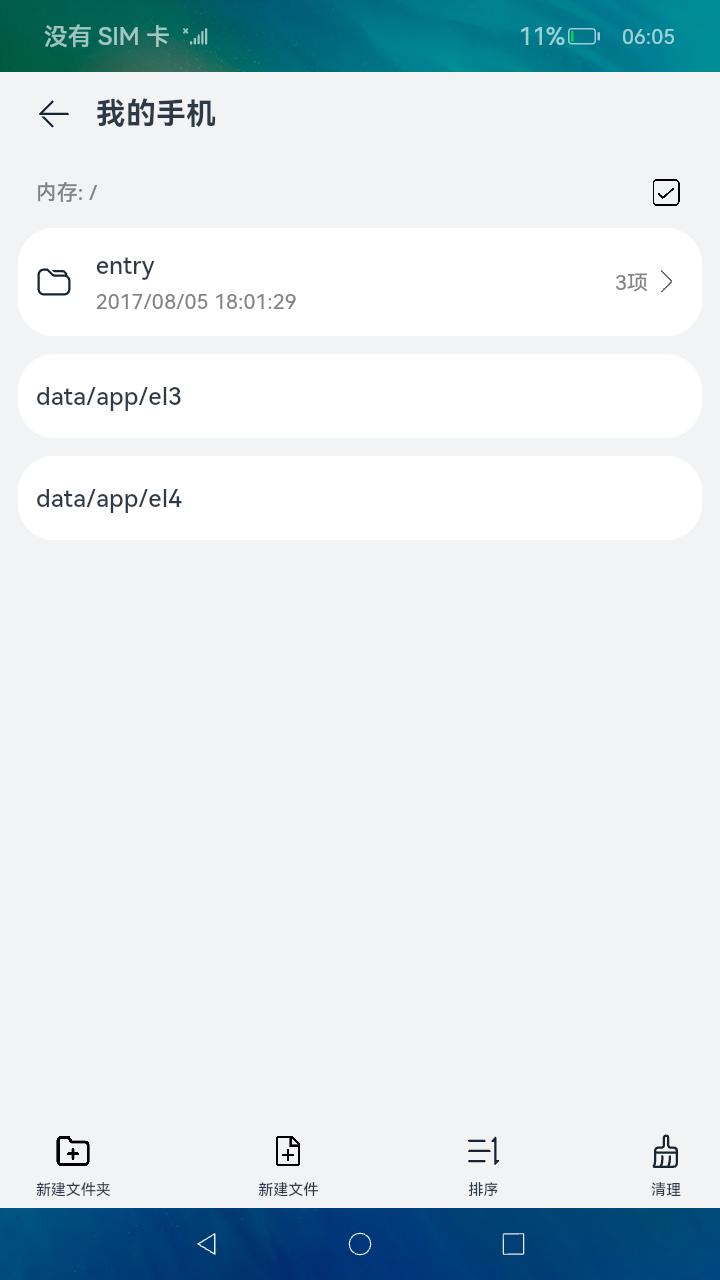 没有 SIM 卡 11% 06:05
我的手机
内存: /
entry
2017/08/05 18:01:29
3项
data/app/el3
data/app/el4
新建文件夹 新建文件 排序 清理